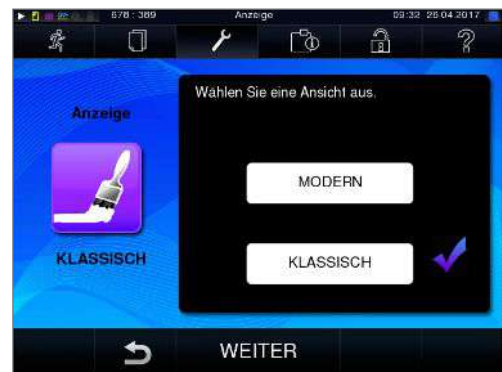 678 : 389 Anzeige 09:32 26.04.2017
Wählen Sie eine Ansicht aus.
Anzeige
MODERN
KLASSISCH
KLASSISCH
WEITER